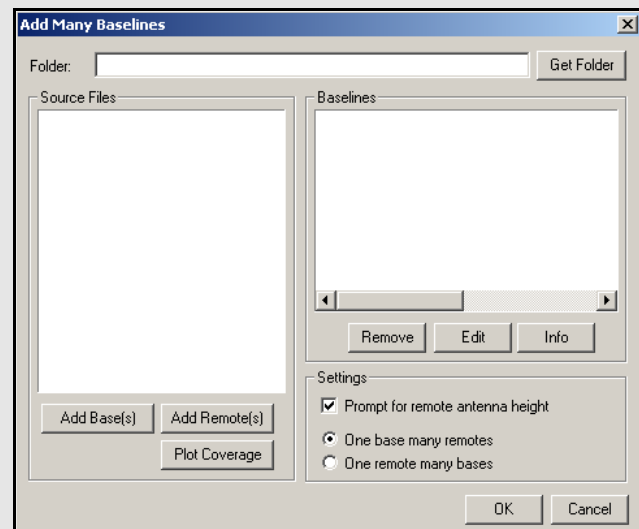 Add Many Baselines
Folder:
Get Folder
Source Files
Add Base(s)
Add Remote(s)
Plot Coverage
Baselines
Remove
Edit
Info
Settings
Prompt for remote antenna height
One base many remotes
One remote many bases
OK
Cancel